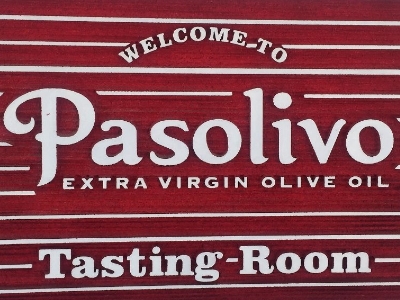 WELCOME TO
Pasolivo
EXTRA VIRGIN OLIVE OIL
Tasting-Room